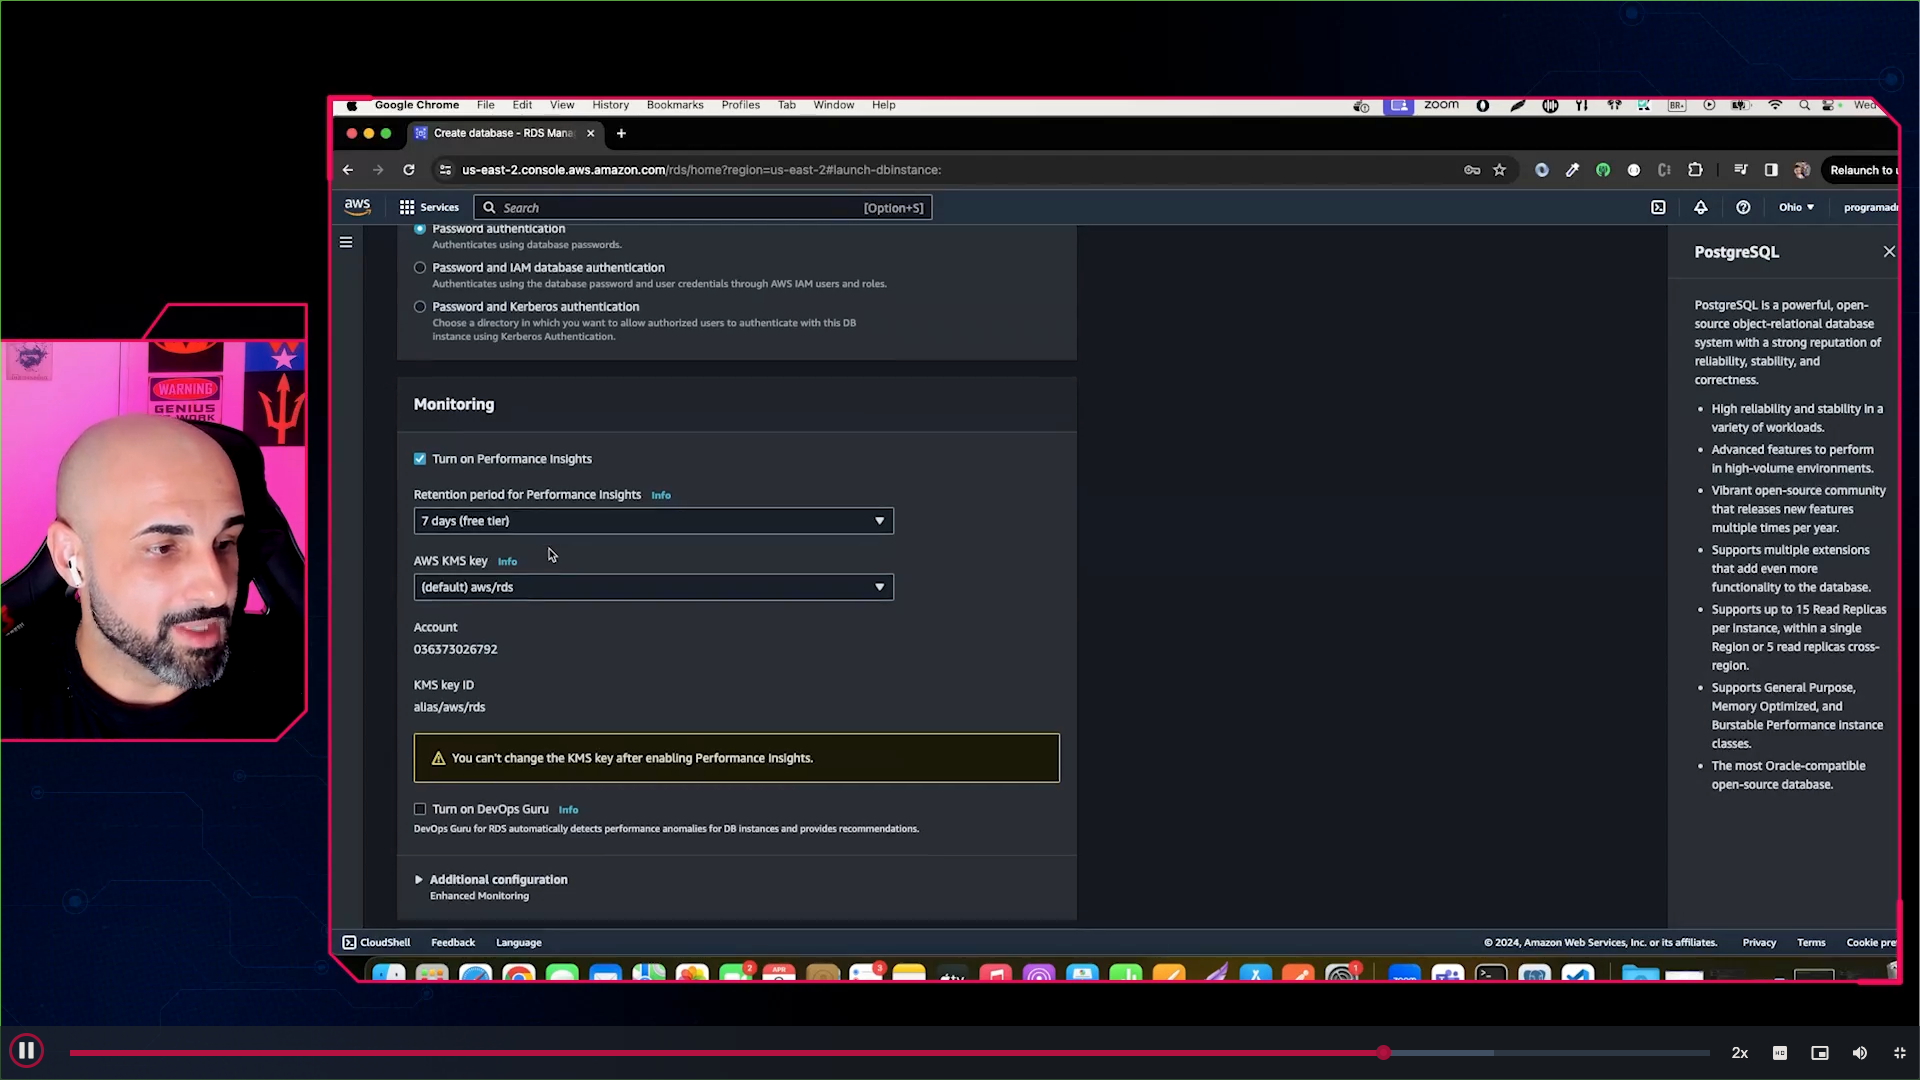 Google Chrome File Edit View History Bookmarks Profiles Tab Window Help
zoom
Wed
Create database - RDS Mana
us-east-2.console.aws.amazon.com/rds/home?region=us-east-2#launch-dbinstance:
Relaunch to u
aws
Services
Search
[Option+S]
Ohio
programadr
Password authentication
Authenticates using database passwords.
Password and IAM database authentication
Authenticates using the database password and user credentials through AWS IAM users and roles.
Password and Kerberos authentication
Choose a directory in which you want to allow authorized users to authenticate with this DB
instance using Kerberos Authentication.
Monitoring
Turn on Performance Insights
Retention period for Performance Insights Info
7 days (free tier)
AWS KMS key Info
(default) aws/rds
Account
036373026792
KMS key ID
alias/aws/rds
You can't change the KMS key after enabling Performance Insights.
Turn on DevOps Guru Info
DevOps Guru for RDS automatically detects performance anomalies for DB instances and provides recommendations.
Additional configuration
Enhanced Monitoring
PostgreSQL
PostgreSQL is a powerful, open-
source object-relational database
system with a strong reputation of
reliability, stability, and
correctness.
• High reliability and stability in a
variety of workloads.
• Advanced features to perform
in high-volume environments.
• Vibrant open-source community
that releases new features
multiple times per year.
• Supports multiple extensions
that add even more
functionality to the database.
• Supports up to 15 Read Replicas
per instance, within a single
Region or 5 read replicas cross-
region.
• Supports General Purpose,
Memory Optimized, and
Burstable Performance instance
classes.
• The most Oracle-compatible
open-source database.
CloudShell Feedback Language
© 2024, Amazon Web Services, Inc. or its affiliates. Privacy Terms Cookie pre
WARNING
GENIUS
2
APR
3
1
zoom
2x